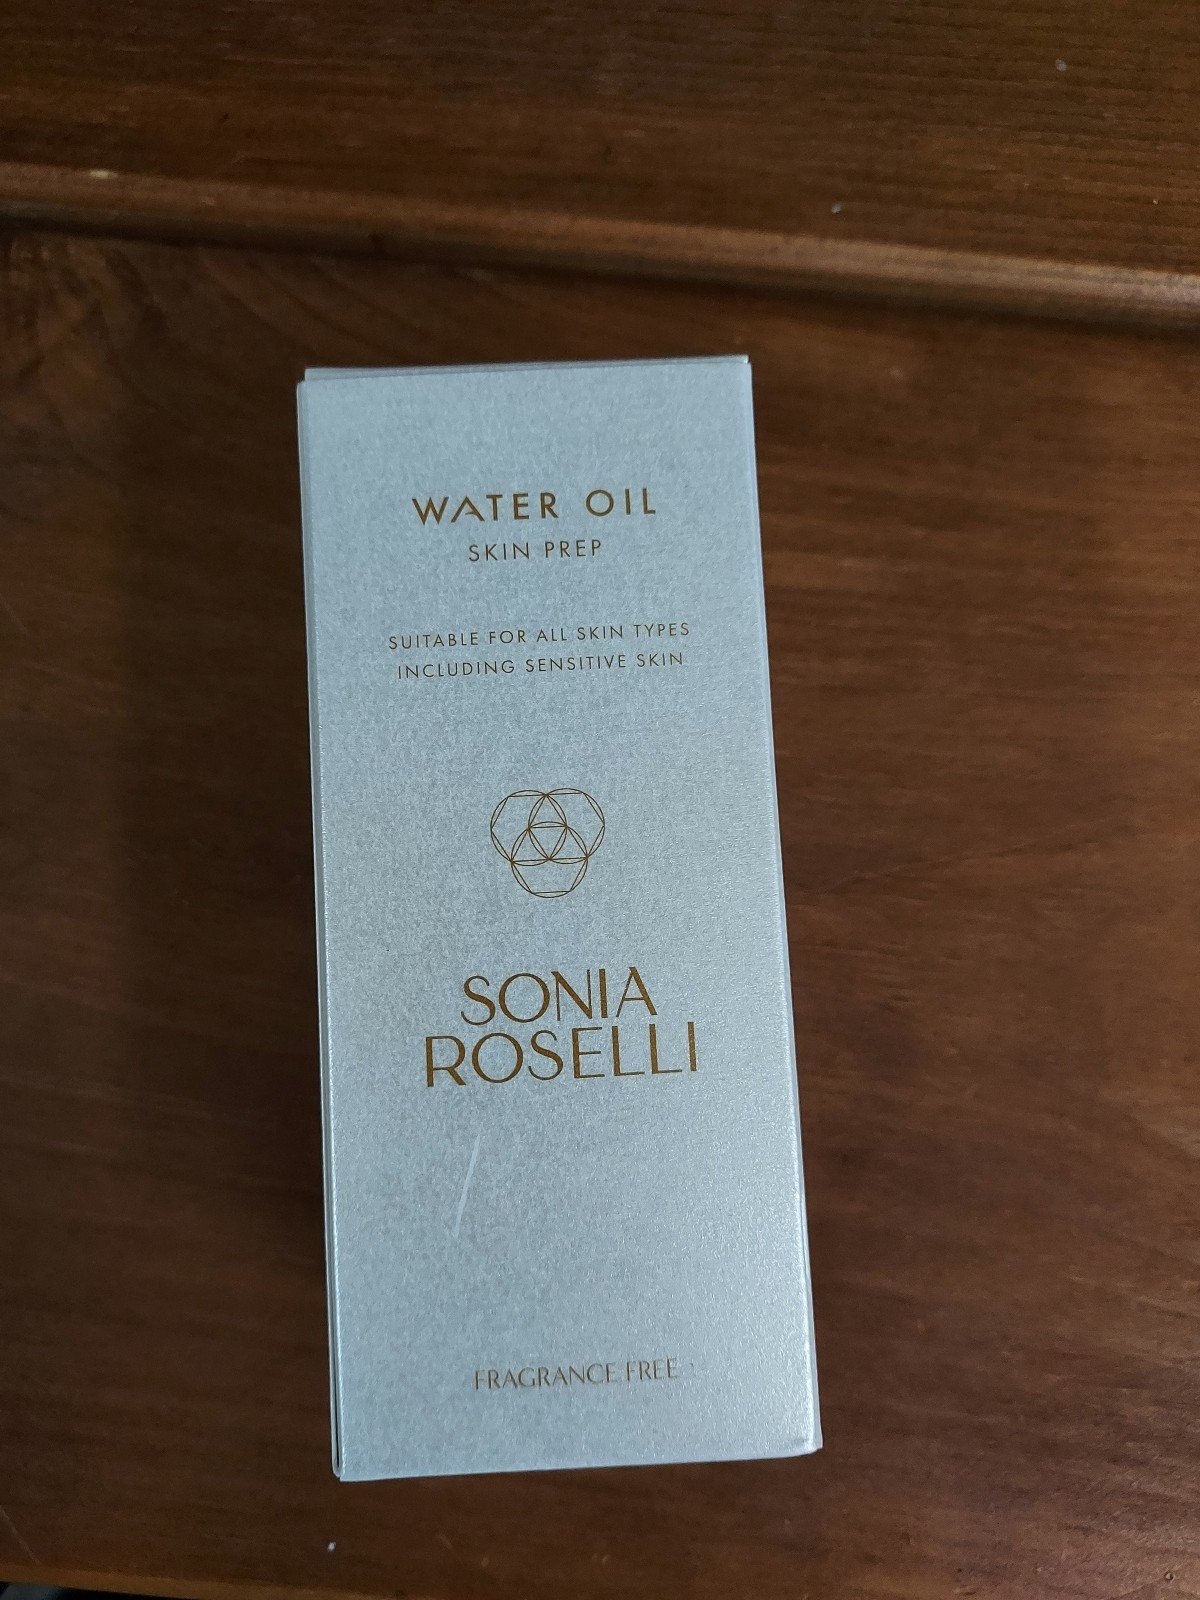 WATER OIL
SKIN PREP
SUITABLE FOR ALL SKIN TYPES
INCLUDING SENSITIVE SKIN
SONIA
ROSELLI
FRAGRANCE FREE